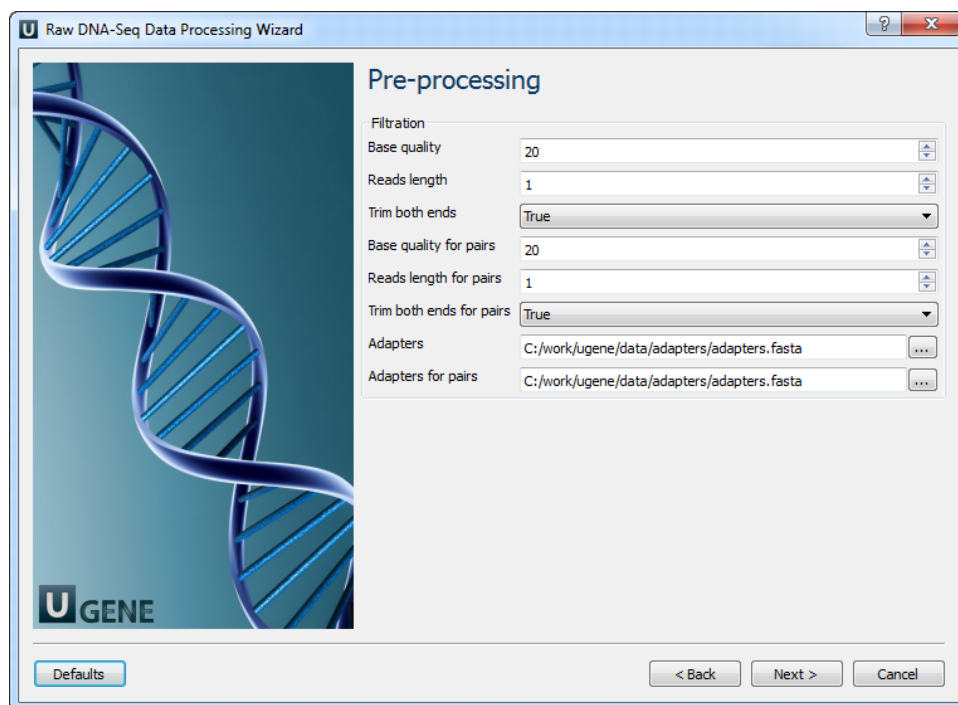 U Raw DNA-Seq Data Processing Wizard ? x
Pre-processing
Filtration
Base quality 20
Reads length 1
Trim both ends True
Base quality for pairs 20
Reads length for pairs 1
Trim both ends for pairs True
Adapters C:/work/ugene/data/adapters/adapters.fasta ...
Adapters for pairs C:/work/ugene/data/adapters/adapters.fasta ...
U GENE
Defaults < Back Next > Cancel